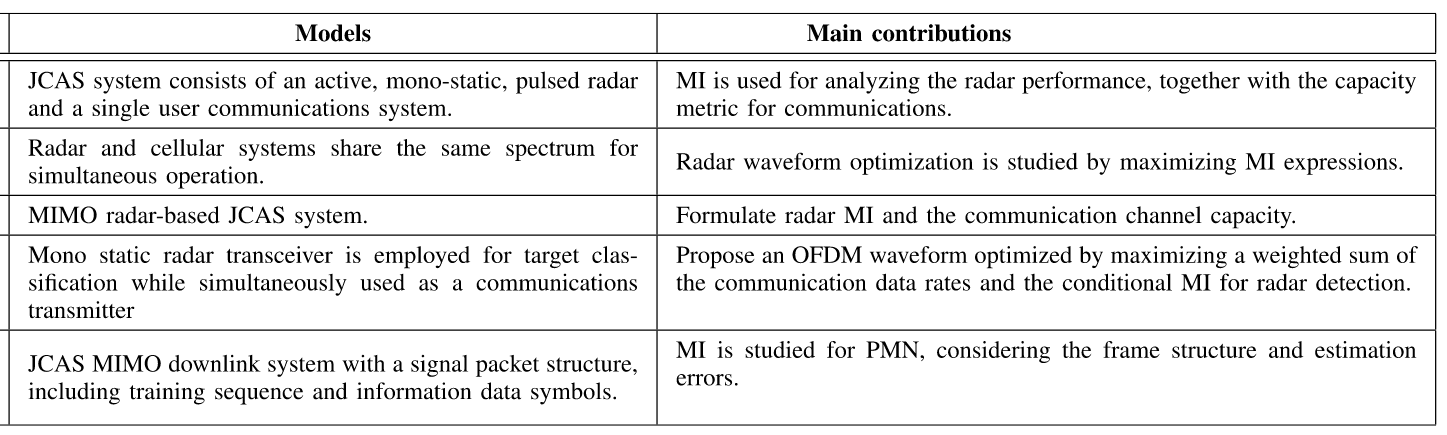 Models
Main contributions
JCAS system consists of an active, mono-static, pulsed radar
and a single user communications system.
MI is used for analyzing the radar performance, together with the capacity
metric for communications.
Radar and cellular systems share the same spectrum for
simultaneous operation.
Radar waveform optimization is studied by maximizing MI expressions.
MIMO radar-based JCAS system.
Formulate radar MI and the communication channel capacity.
Mono static radar transceiver is employed for target clas-
sification while simultaneously used as a communications
transmitter
Propose an OFDM waveform optimized by maximizing a weighted sum of
the communication data rates and the conditional MI for radar detection.
JCAS MIMO downlink system with a signal packet structure,
including training sequence and information data symbols.
MI is studied for PMN, considering the frame structure and estimation
errors.